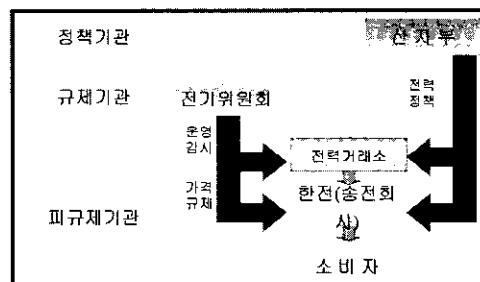 정책기관
산자부
규제기관
전기위원회
전력
정책
운영
감시
전력거래소
가격
규제
한전(송전회
사)
피규제기관
소비자